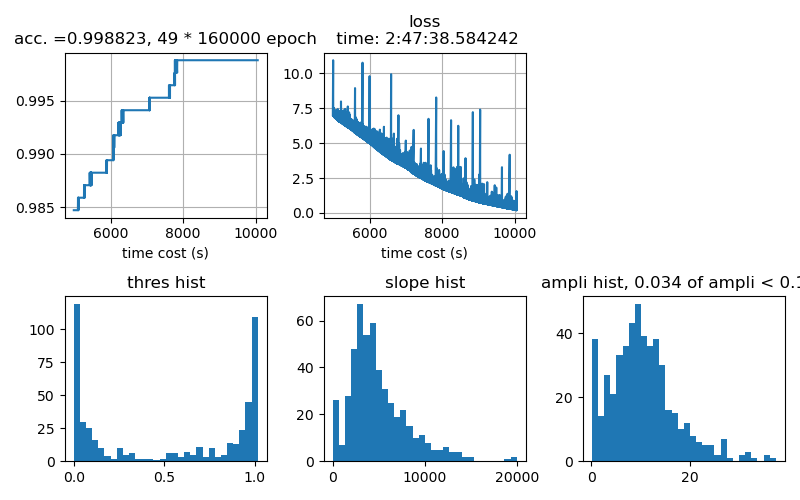 acc. =0.998823, 49 * 160000 epoch
0.995
0.990
0.985
6000 8000 10000
time cost (s)
loss
time: 2:47:38.584242
10.0
7.5
5.0
2.5
0.0
6000 8000 10000
time cost (s)
thres hist
100
75
50
25
0
0.0 0.5 1.0
slope hist
60
40
20
0
0 10000 20000
ampli hist, 0.034 of ampli < 0.1
40
20
0
0 20